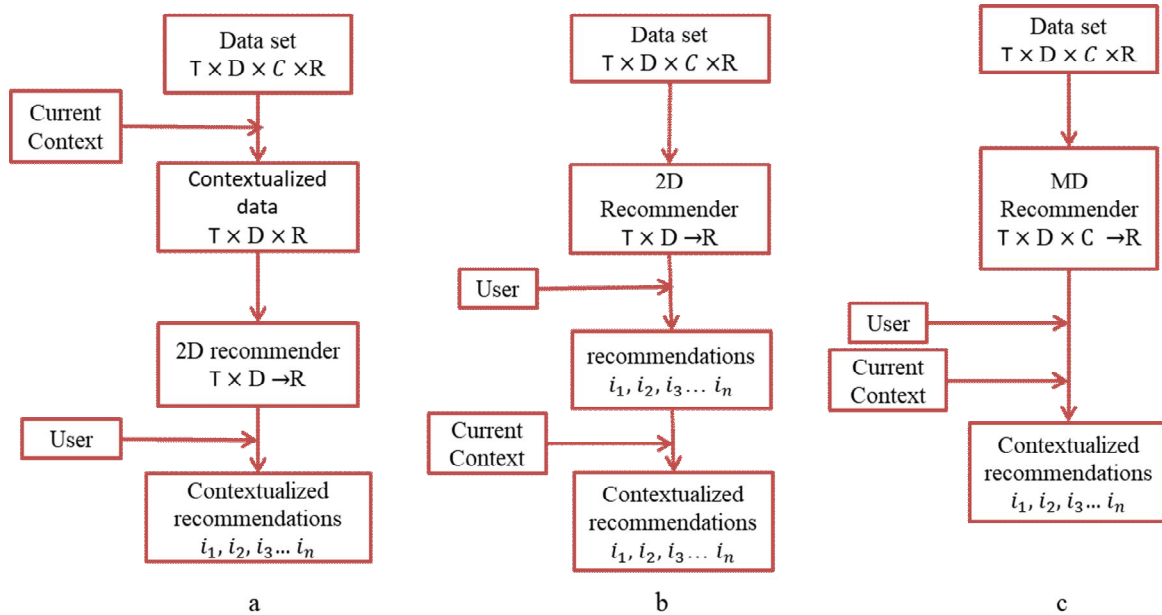 Data set
T × D × C ×R
Current
Context
Contextualized
data
T × D × R
2D recommender
T × D →R
User
Contextualized
recommendations
i₁, i₂, i₃… iₙ
a
Data set
T × D × C ×R
2D
Recommender
T × D →R
User
recommendations
i₁, i₂, i₃… iₙ
Current
Context
Contextualized
recommendations
i₁, i₂, i₃… iₙ
b
Data set
T × D × C ×R
MD
Recommender
T × D × C →R
User
Current
Context
Contextualized
recommendations
i₁, i₂, i₃… iₙ
c